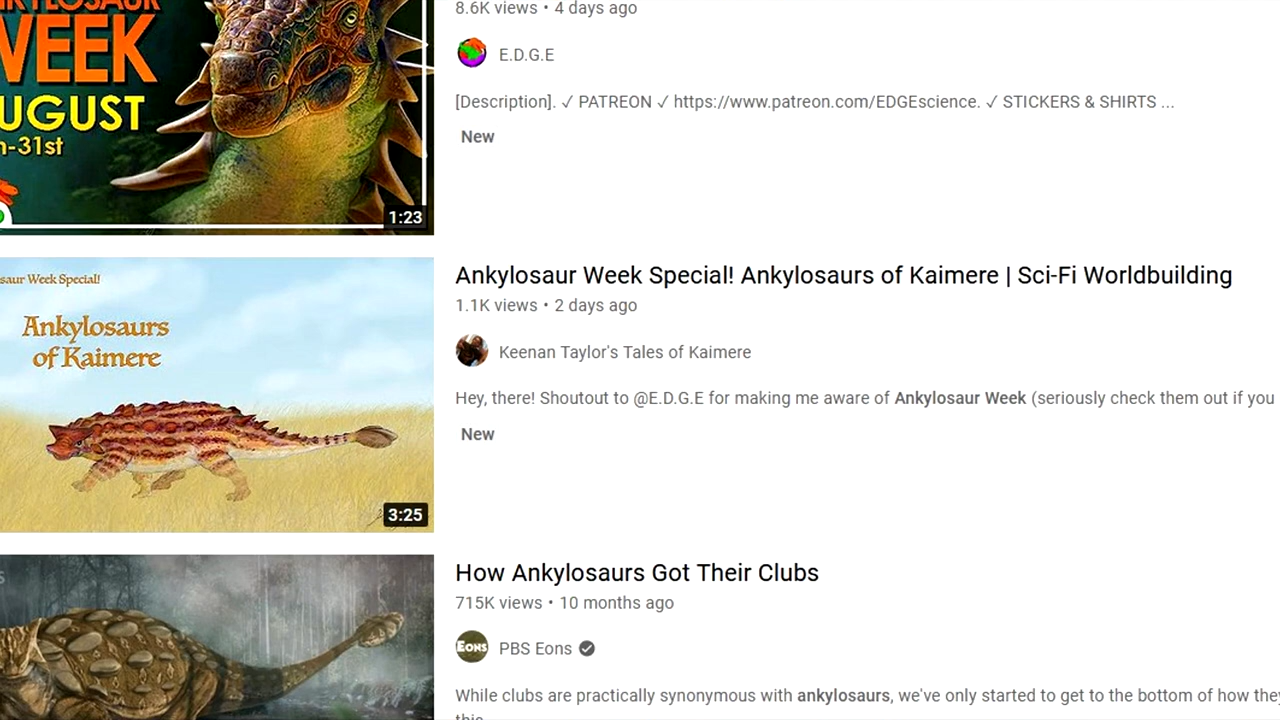 WEEK
8.6K views • 4 days ago
E.D.G.E
UGUST
[Description]. ✓ PATREON ✓ https://www.patreon.com/EDGEscience. ✓ STICKERS & SHIRTS ...
New
-31st
1:23
saur Week Special!
Ankylosaurs
of Kaimere
3:25
Ankylosaur Week Special! Ankylosaurs of Kaimere | Sci-Fi Worldbuilding
1.1K views • 2 days ago
Keenan Taylor's Tales of Kaimere
Hey, there! Shoutout to @E.D.G.E for making me aware of Ankylosaur Week (seriously check them out if you
New
How Ankylosaurs Got Their Clubs
715K views • 10 months ago
EONS
PBS Eons
While clubs are practically synonymous with ankylosaurs, we've only started to get to the bottom of how they